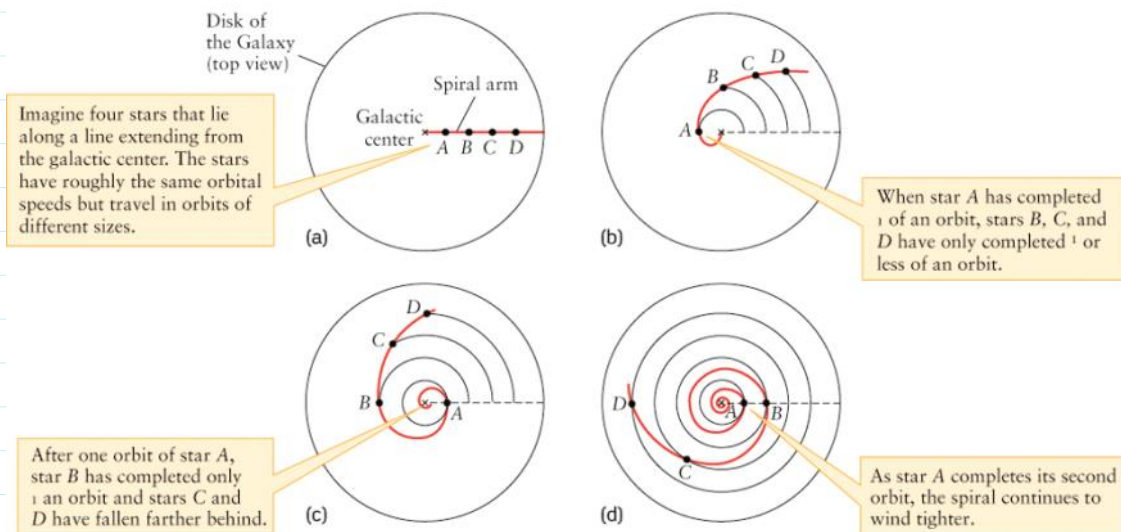 Disk of
the Galaxy
(top view)
Imagine four stars that lie
along a line extending from
the galactic center. The stars
have roughly the same orbital
speeds but travel in orbits of
different sizes.
Spiral arm
Galactic
center
A B C D
(a)
A
B
C
D
(b)
When star A has completed
1 of an orbit, stars B, C, and
D have only completed 1 or
less of an orbit.
After one orbit of star A,
star B has completed only
1 an orbit and stars C and
D have fallen farther behind.
D
C
B
A
(c)
D
A
B
C
(d)
As star A completes its second
orbit, the spiral continues to
wind tighter.